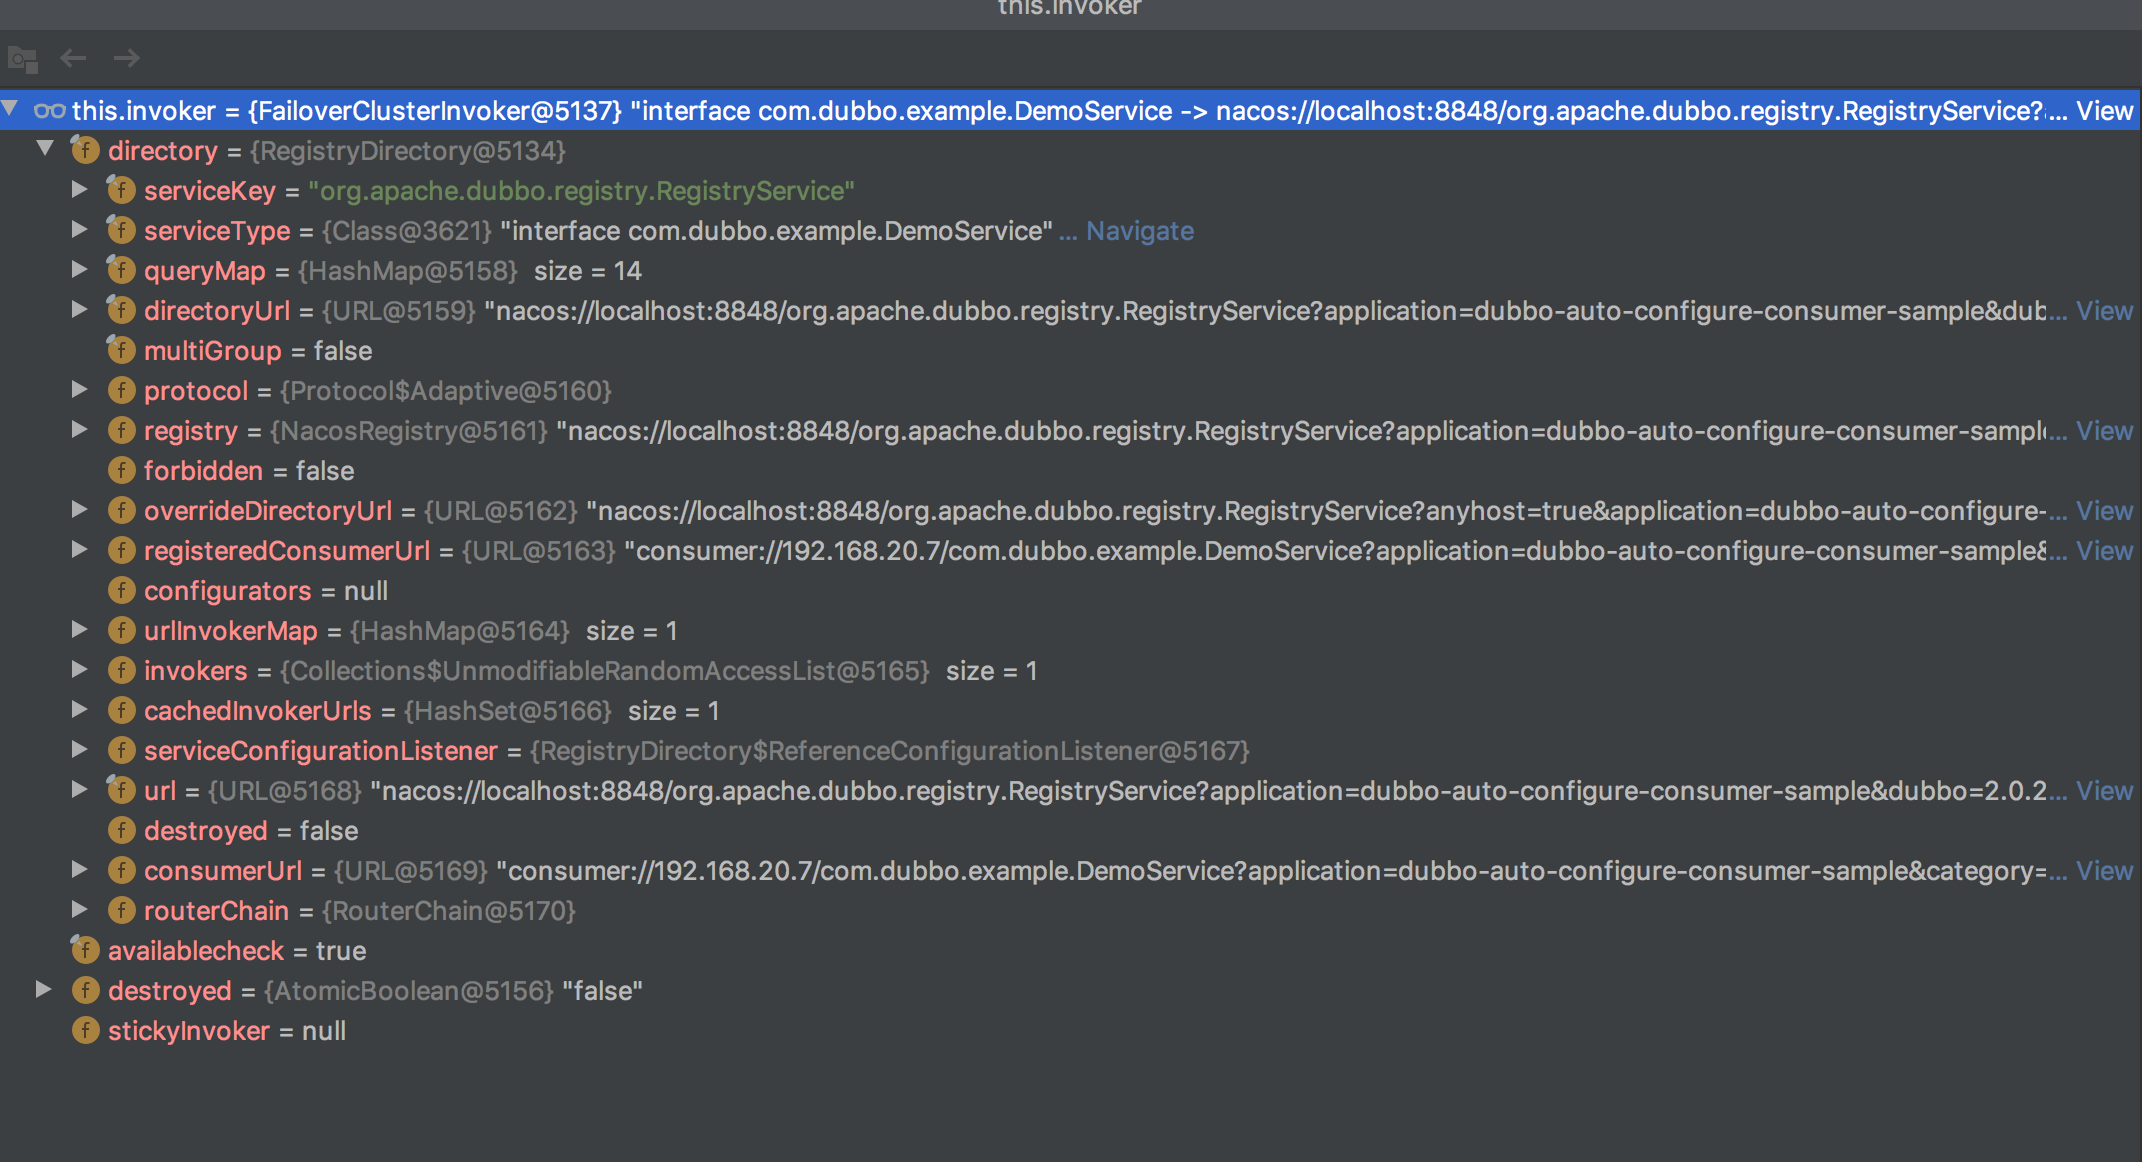 this.invoker
this.invoker = {FailoverClusterInvoker@5137} "interface com.dubbo.example.DemoService -> nacos://localhost:8848/org.apache.dubbo.registry.RegistryService?... View
directory = {RegistryDirectory@5134}
serviceKey = "org.apache.dubbo.registry.RegistryService"
serviceType = {Class@3621} "interface com.dubbo.example.DemoService" ... Navigate
queryMap = {HashMap@5158} size = 14
directoryUrl = {URL@5159} "nacos://localhost:8848/org.apache.dubbo.registry.RegistryService?application=dubbo-auto-configure-consumer-sample&dub... View
multiGroup = false
protocol = {Protocol$Adaptive@5160}
registry = {NacosRegistry@5161} "nacos://localhost:8848/org.apache.dubbo.registry.RegistryService?application=dubbo-auto-configure-consumer-sample... View
forbidden = false
overrideDirectoryUrl = {URL@5162} "nacos://localhost:8848/org.apache.dubbo.registry.RegistryService?anyhost=true&application=dubbo-auto-configure-... View
registeredConsumerUrl = {URL@5163} "consumer://192.168.20.7/com.dubbo.example.DemoService?application=dubbo-auto-configure-consumer-sample&... View
configurators = null
urlInvokerMap = {HashMap@5164} size = 1
invokers = {Collections$UnmodifiableRandomAccessList@5165} size = 1
cachedInvokerUrls = {HashSet@5166} size = 1
serviceConfigurationListener = {RegistryDirectory$ReferenceConfigurationListener@5167}
url = {URL@5168} "nacos://localhost:8848/org.apache.dubbo.registry.RegistryService?application=dubbo-auto-configure-consumer-sample&dubbo=2.0.2... View
destroyed = false
consumerUrl = {URL@5169} "consumer://192.168.20.7/com.dubbo.example.DemoService?application=dubbo-auto-configure-consumer-sample&category=... View
routerChain = {RouterChain@5170}
availablecheck = true
destroyed = {AtomicBoolean@5156} "false"
stickyInvoker = null